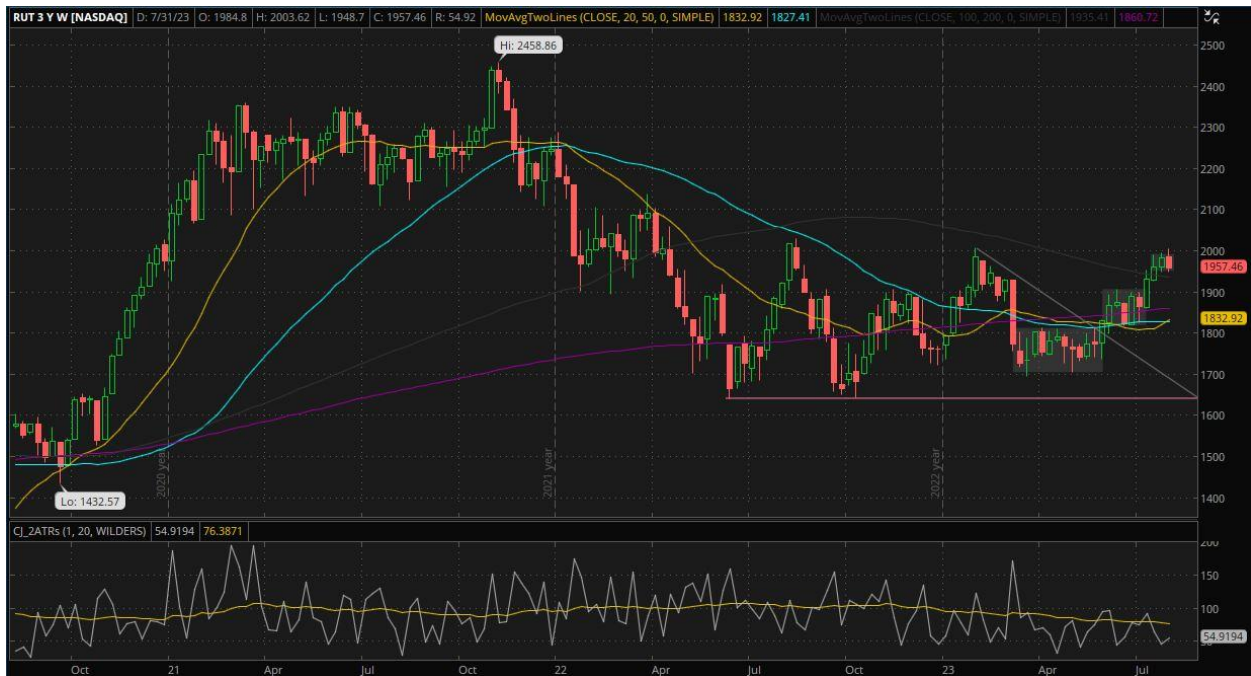 RUT 3 Y W [NASDAQ] D: 7/31/23 O: 1984.8 H: 2003.62 L: 1948.7 C: 1957.46 R: 54.92 MovAvgTwoLines (CLOSE, 20, 50, 0, SIMPLE) 1832.92 1827.41 MovAvgTwoLines (CLOSE, 100, 200, 0, SIMPLE) 1935.41 1860.72
Hi: 2458.86
2500
2400
2300
2200
2100
2000
1957.46
1900
1832.92
1800
1700
1600
1500
1400
2020 year
2021 year
2022 year
Lo: 1432.57
CJ_2ATRs (1, 20, WILDERS) 54.9194 76.3871
200
150
100
54.9194
Oct 21 Apr Jul Oct 22 Apr Jul Oct 23 Apr Jul